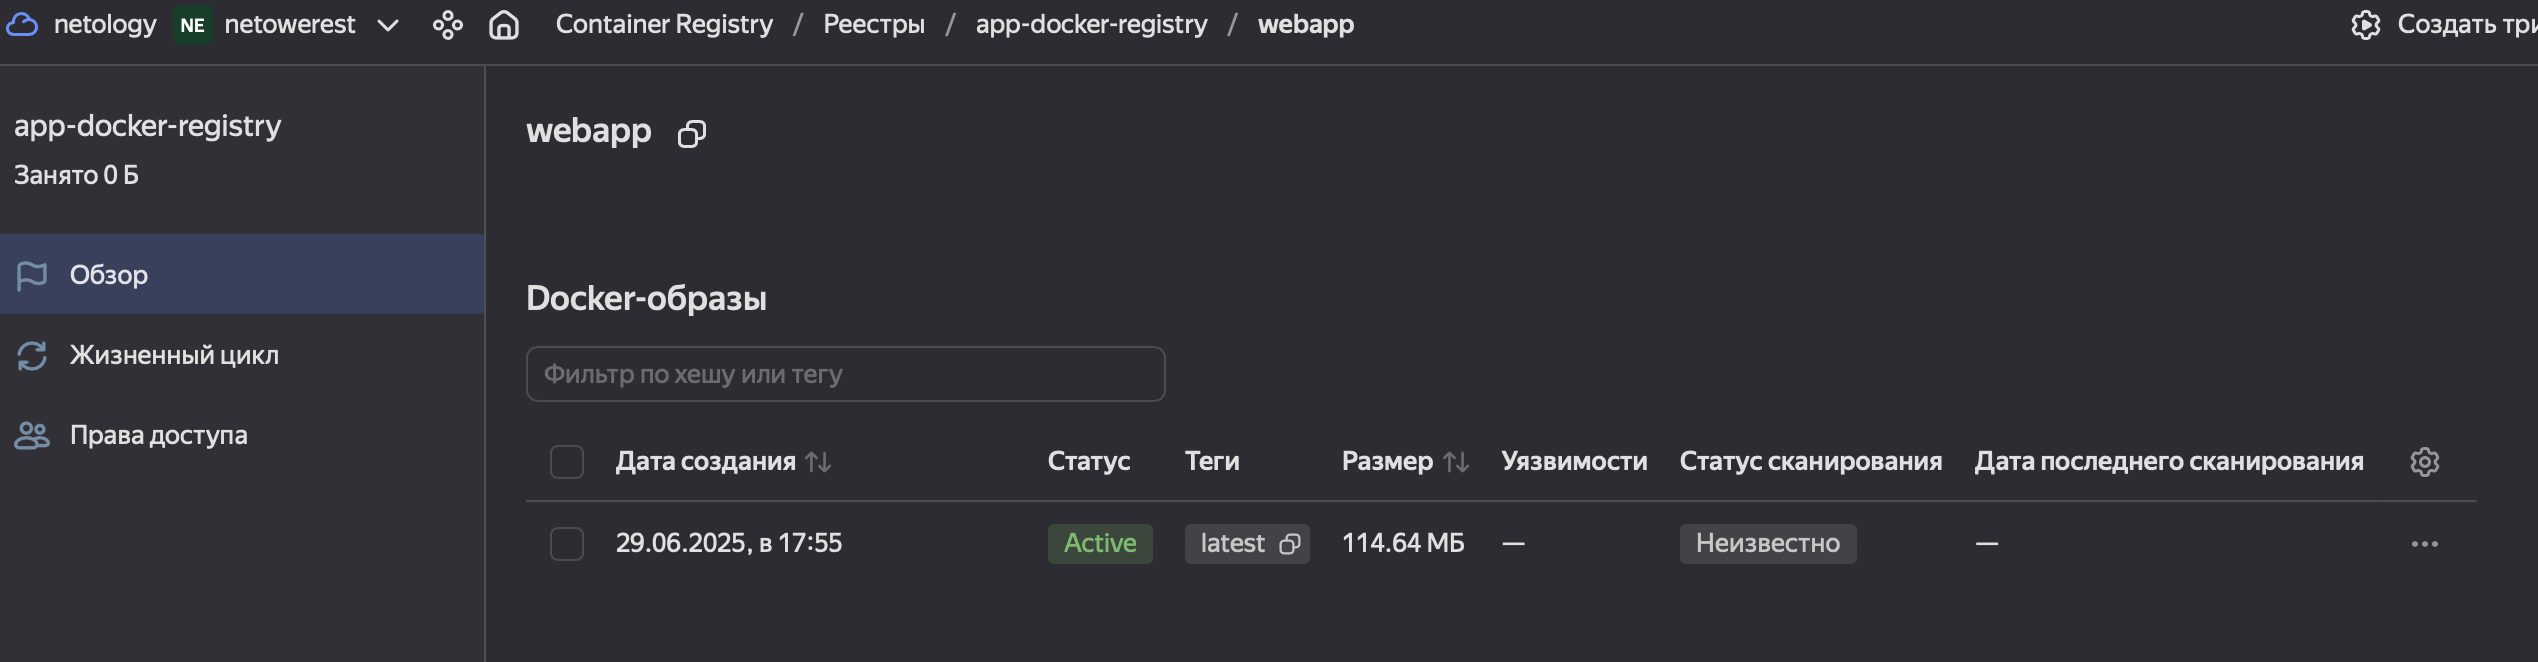 netology NE netowerest Container Registry / Реестры / app-docker-registry / webapp Создать
app-docker-registry
Занято 0 Б
Обзор
Жизненный цикл
Права доступа
webapp
Docker-образы
Фильтр по хешу или тегу
Дата создания Статус Теги Размер Уязвимости Статус сканирования Дата последнего сканирования
29.06.2025, в 17:55 Active latest 114.64 МБ — Неизвестно —